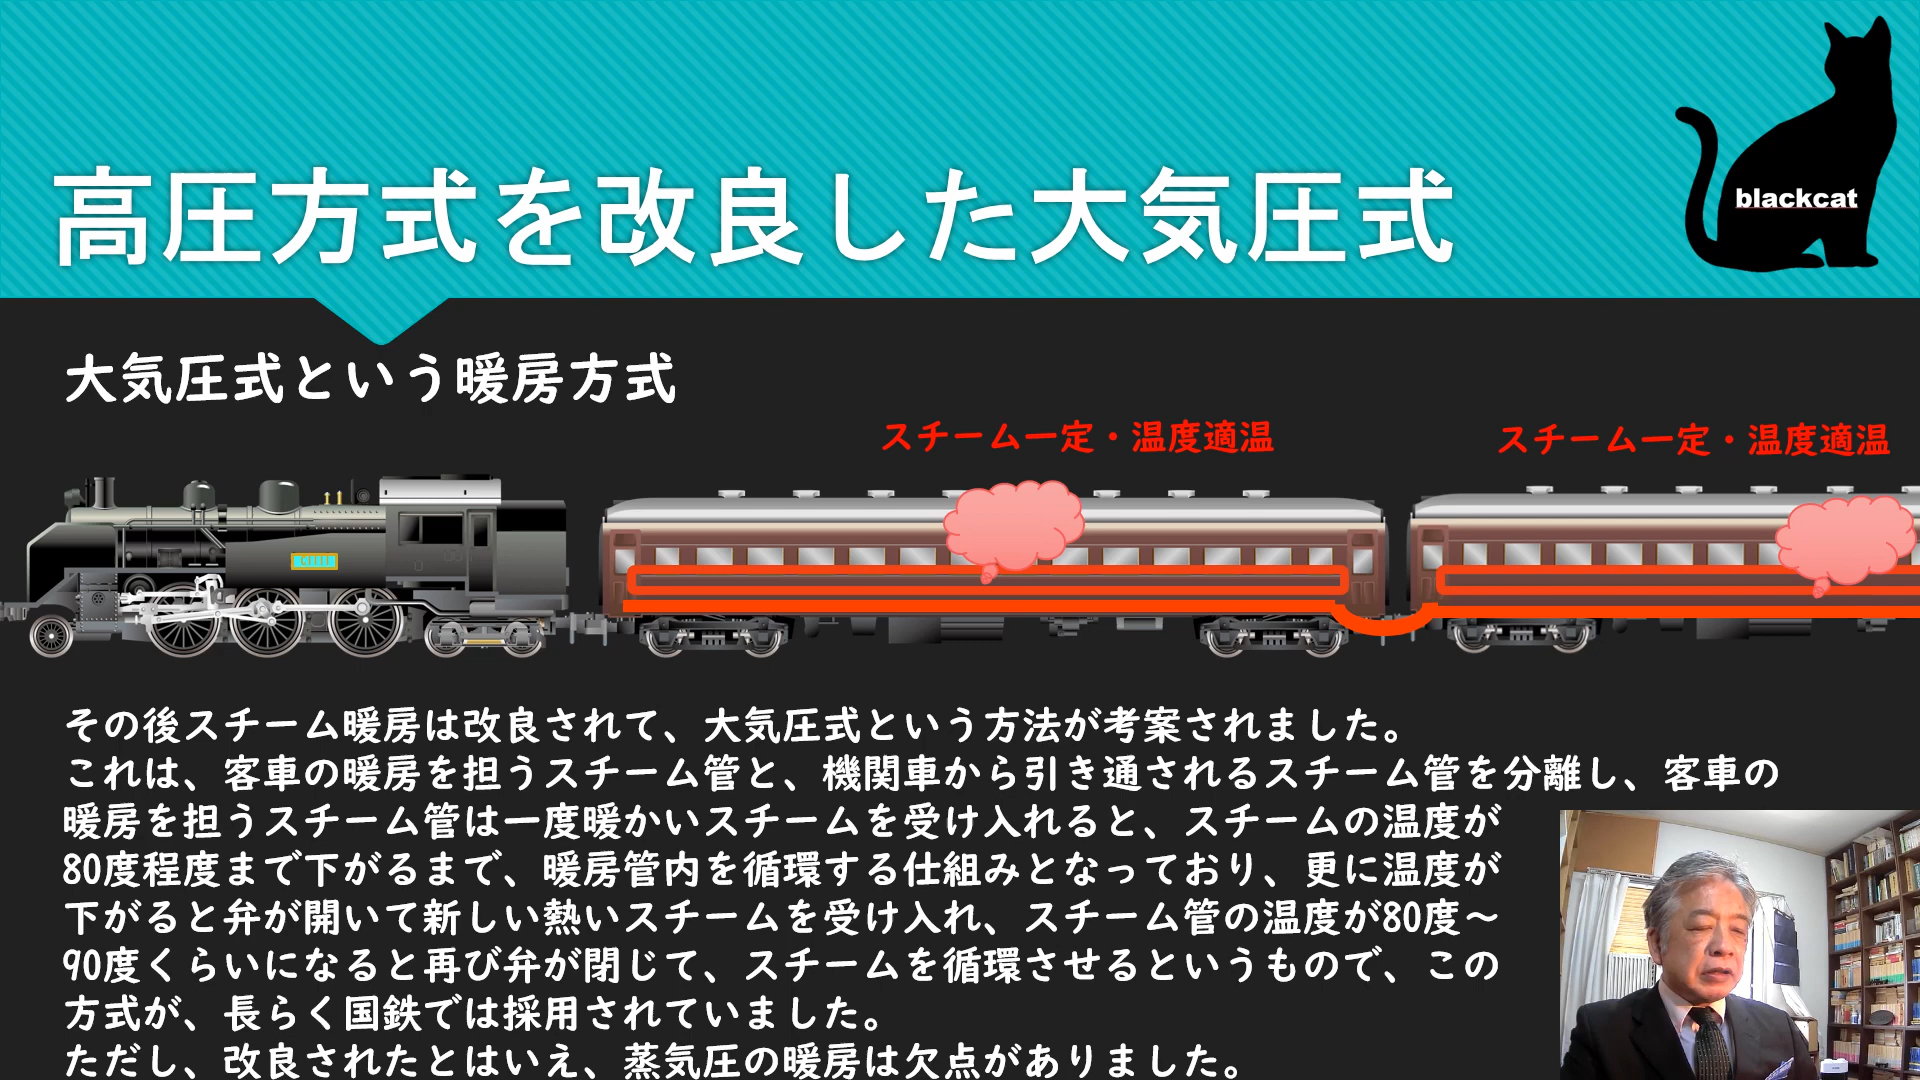 blackcat
高圧方式を改良した大気圧式
大気圧式という暖房方式
スチーム一定・温度適温
スチーム一定・温度適温
その後スチーム暖房は改良されて、大気圧式という方法が考案されました。
これは、客車の暖房を担うスチーム管と、機関車から引き通されるスチーム管を分離し、客車の
暖房を担うスチーム管は一度暖かいスチームを受け入れると、スチームの温度が
80度程度まで下がるまで、暖房管内を循環する仕組みとなっており、更に温度が
下がると弁が開いて新しい熱いスチームを受け入れ、スチーム管の温度が80度～
90度くらいになると再び弁が閉じて、スチームを循環させるというもので、この
方式が、長らく国鉄では採用されていました。
ただし、改良されたとはいえ、蒸気圧の暖房は欠点がありました。